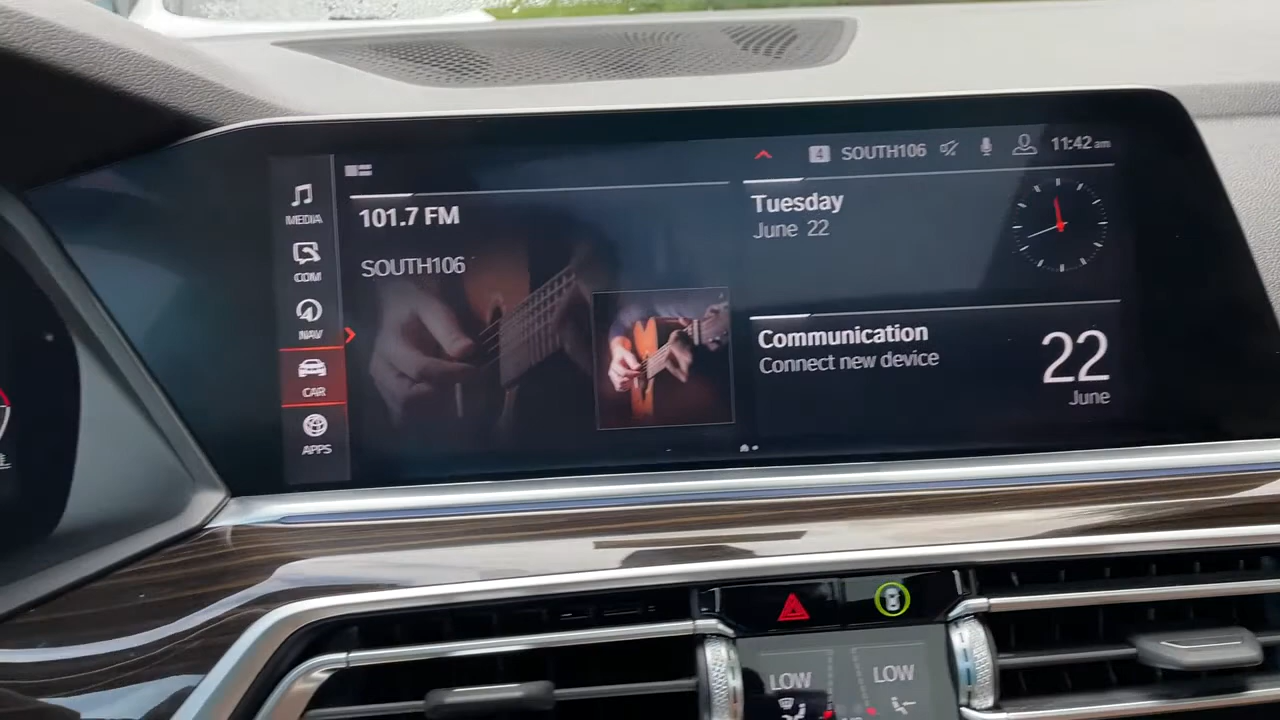 4 SOUTH106 11:42 am
MEDIA
COM
NAV
CAR
APPS
101.7 FM
SOUTH106
Tuesday
June 22
Communication
Connect new device
22
June
LOW
LOW